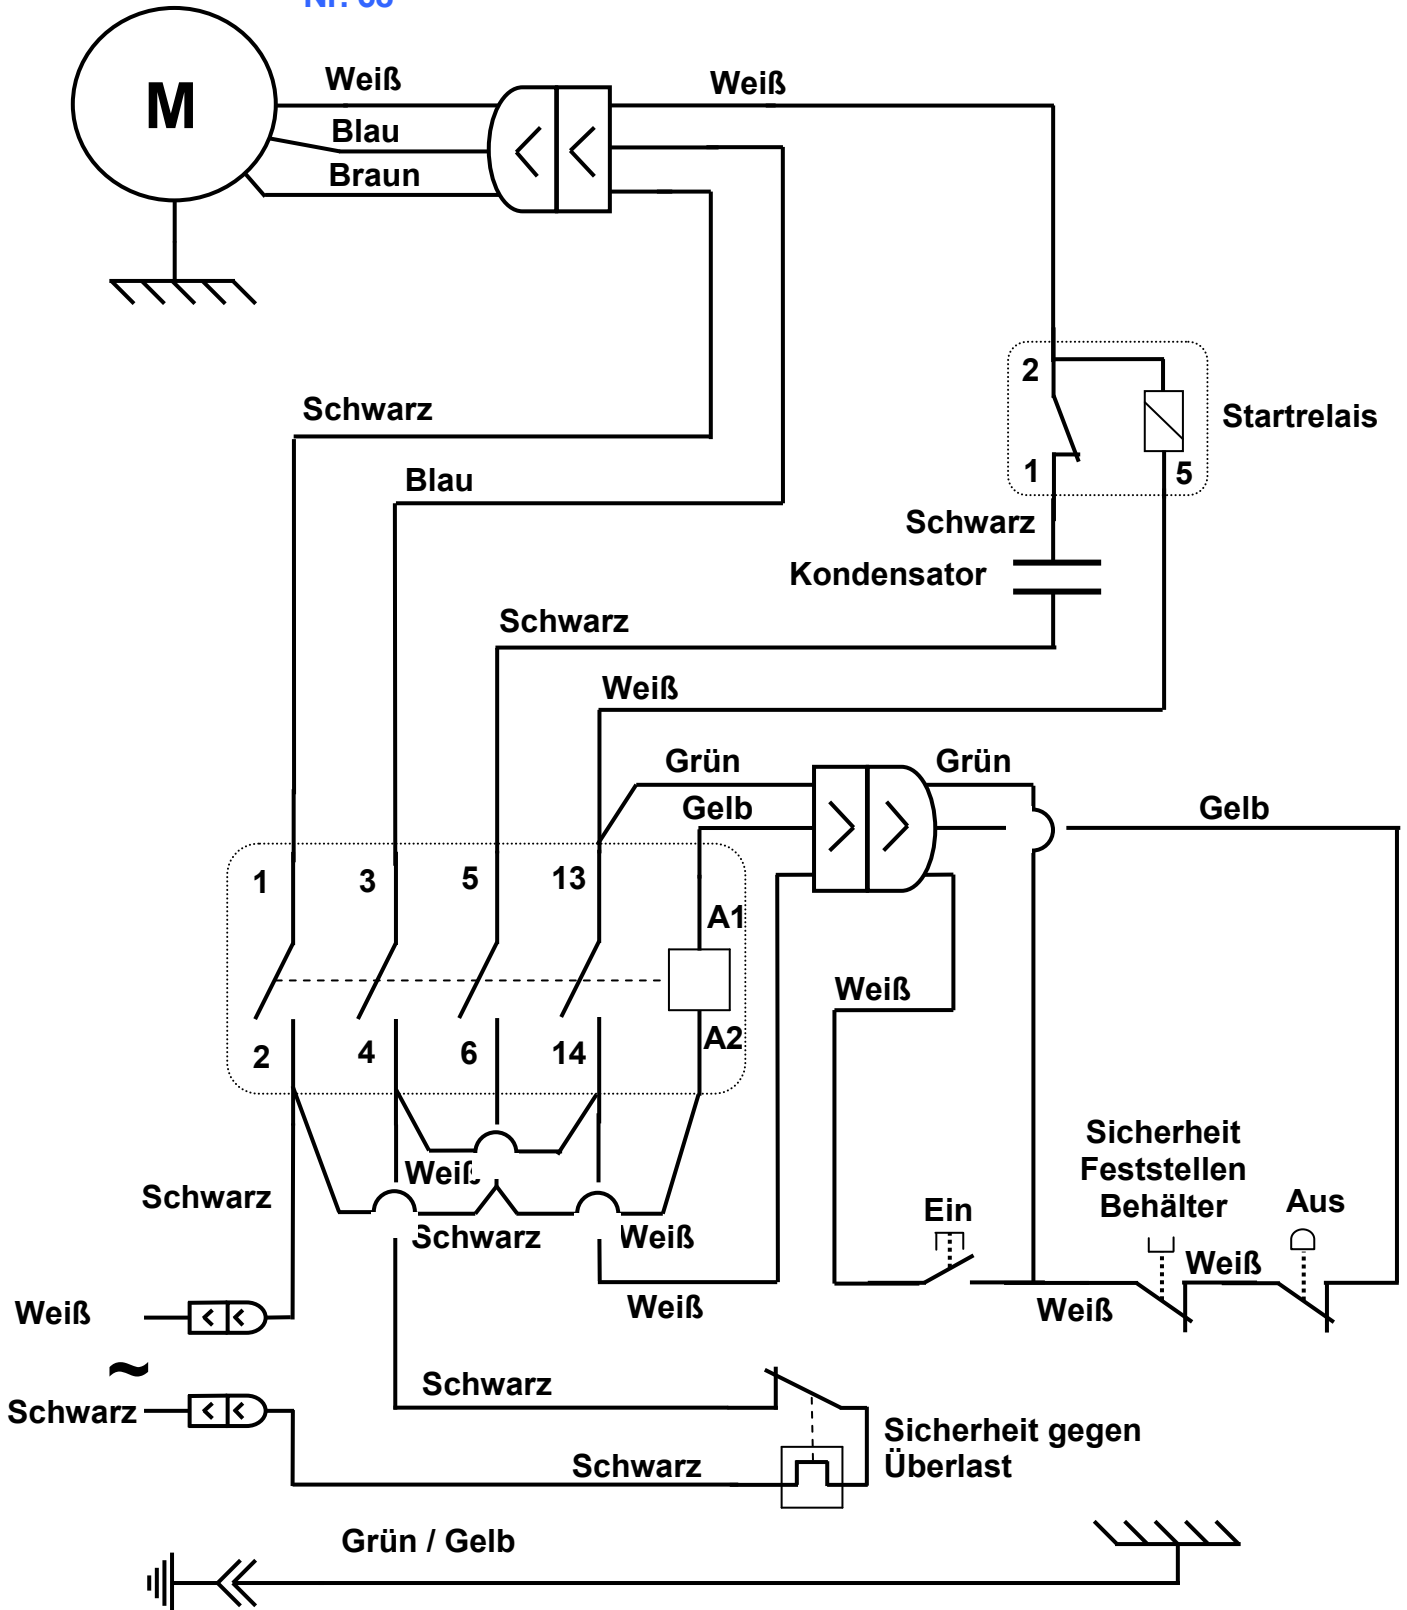 Nr. 68
Weiß
Weiß
M
Blau
Braun
2
Startrelais
Schwarz
1
5
Blau
Schwarz
Kondensator
Schwarz
Weiß
Grün
Grün
Gelb
Gelb
1
3
5
13
A1
Weiß
A2
2
4
6
14
Sicherheit
Feststellen
Behälter
Weiß
Schwarz
Ein
Aus
Schwarz
Weiß
Weiß
Weiß
Weiß
Weiß
~
Schwarz
Schwarz
Sicherheit gegen
Überlast
Schwarz
Grün / Gelb